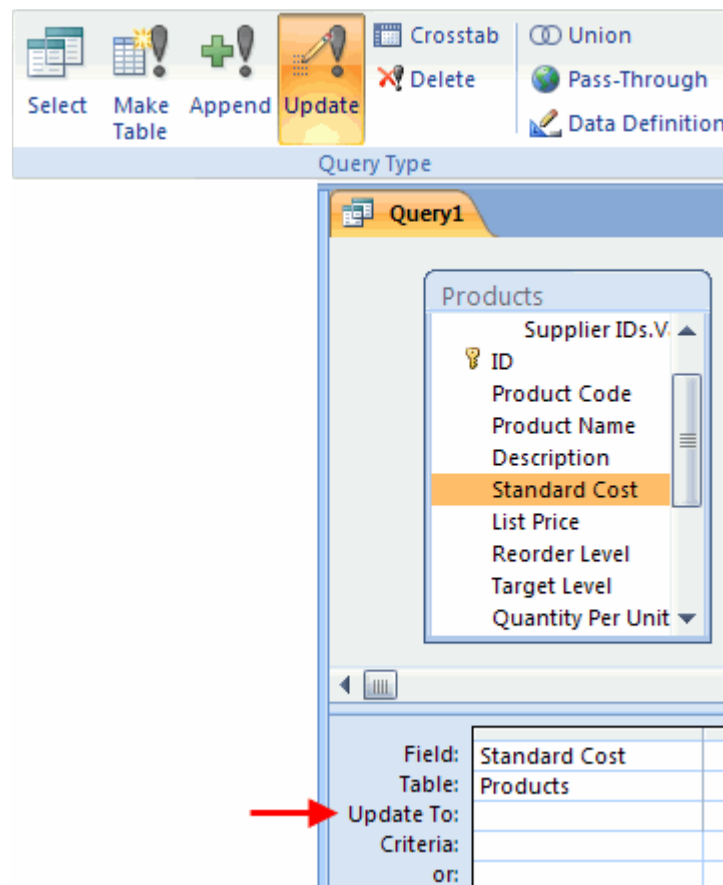 Crosstab
Union
Delete
Pass-Through
Select
Make Table
Append
Update
Data Definition
Query Type
Query1
Products
Supplier IDs.V
ID
Product Code
Product Name
Description
Standard Cost
List Price
Reorder Level
Target Level
Quantity Per Unit
Field: Standard Cost
Table: Products
Update To:
Criteria:
or: